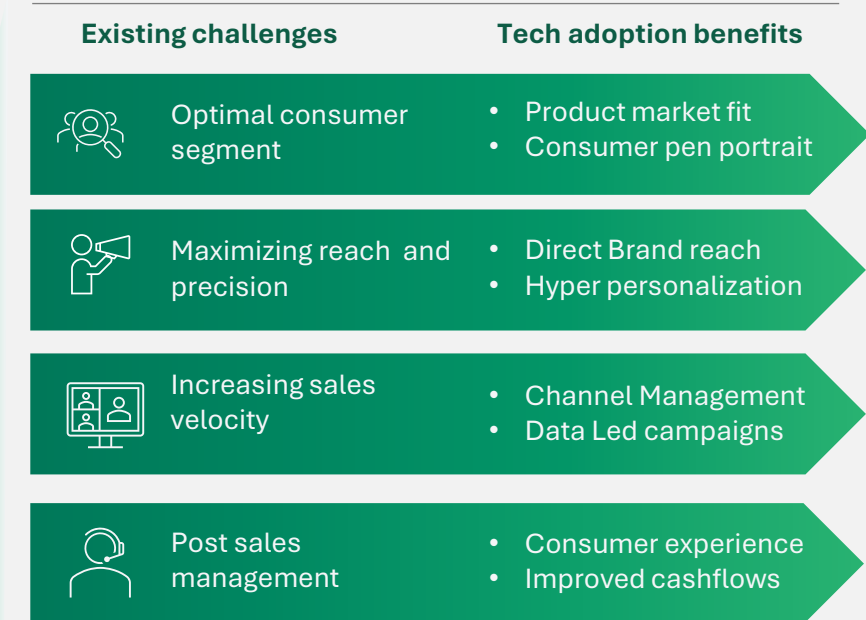 Existing challenges
Tech adoption benefits
Optimal consumer
segment
• Product market fit
• Consumer pen portrait
Maximizing reach and
precision
• Direct Brand reach
• Hyper personalization
Increasing sales
velocity
• Channel Management
• Data Led campaigns
Post sales
management
• Consumer experience
• Improved cashflows